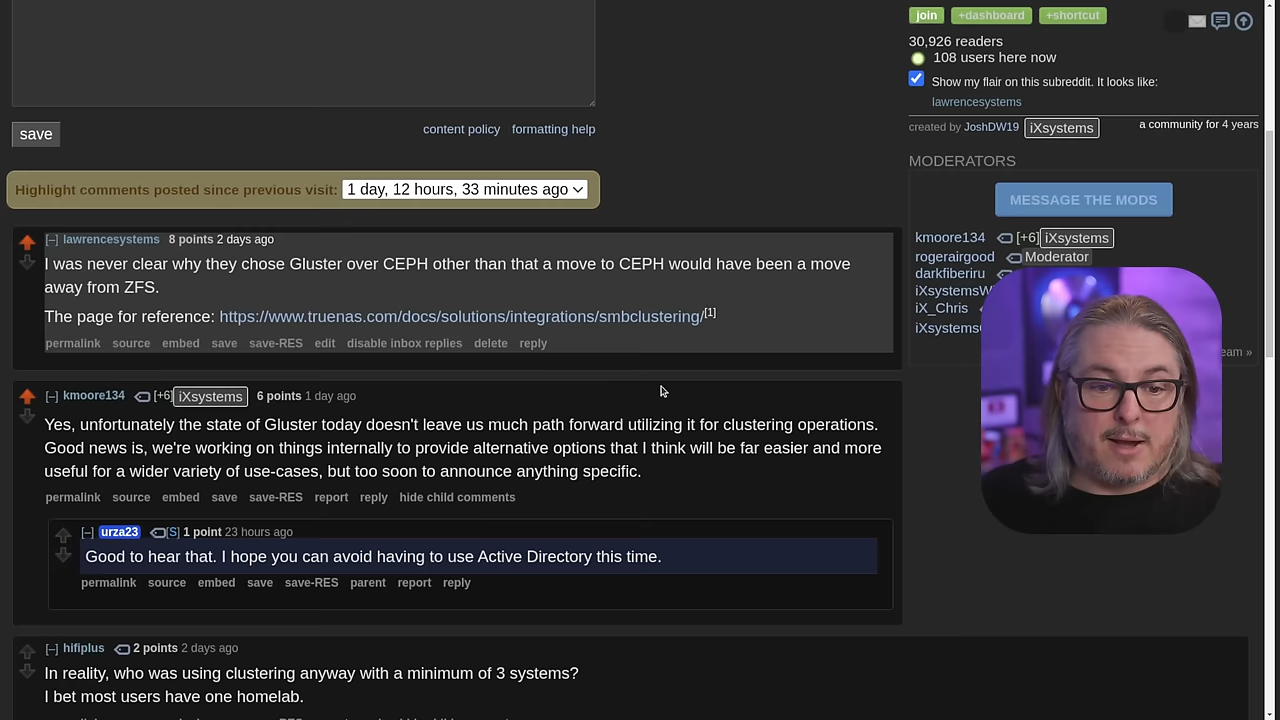 join +dashboard +shortcut
30,926 readers
108 users here now
Show my flair on this subreddit. It looks like:
lawrencesystems
created by JoshDW19 iXsystems a community for 4 years
MODERATORS
MESSAGE THE MODS
kmoore134 [+6] iXsystems
rogerairgood Moderator
darkfiberiru
iXsystemsW
iX_Chris
iXsystems
eam »
save
content policy formatting help
Highlight comments posted since previous visit: 1 day, 12 hours, 33 minutes ago
[–] lawrencesystems 8 points 2 days ago
I was never clear why they chose Gluster over CEPH other than that a move to CEPH would have been a move
away from ZFS.
The page for reference: https://www.truenas.com/docs/solutions/integrations/smbclustering/[1]
permalink source embed save save-RES edit disable inbox replies delete reply
[–] kmoore134 [+6] iXsystems 6 points 1 day ago
Yes, unfortunately the state of Gluster today doesn't leave us much path forward utilizing it for clustering operations.
Good news is, we're working on things internally to provide alternative options that I think will be far easier and more
useful for a wider variety of use-cases, but too soon to announce anything specific.
permalink source embed save save-RES report reply hide child comments
[–] urza23 [S] 1 point 23 hours ago
Good to hear that. I hope you can avoid having to use Active Directory this time.
permalink source embed save save-RES parent report reply
[–] hifiplus 2 points 2 days ago
In reality, who was using clustering anyway with a minimum of 3 systems?
I bet most users have one homelab.